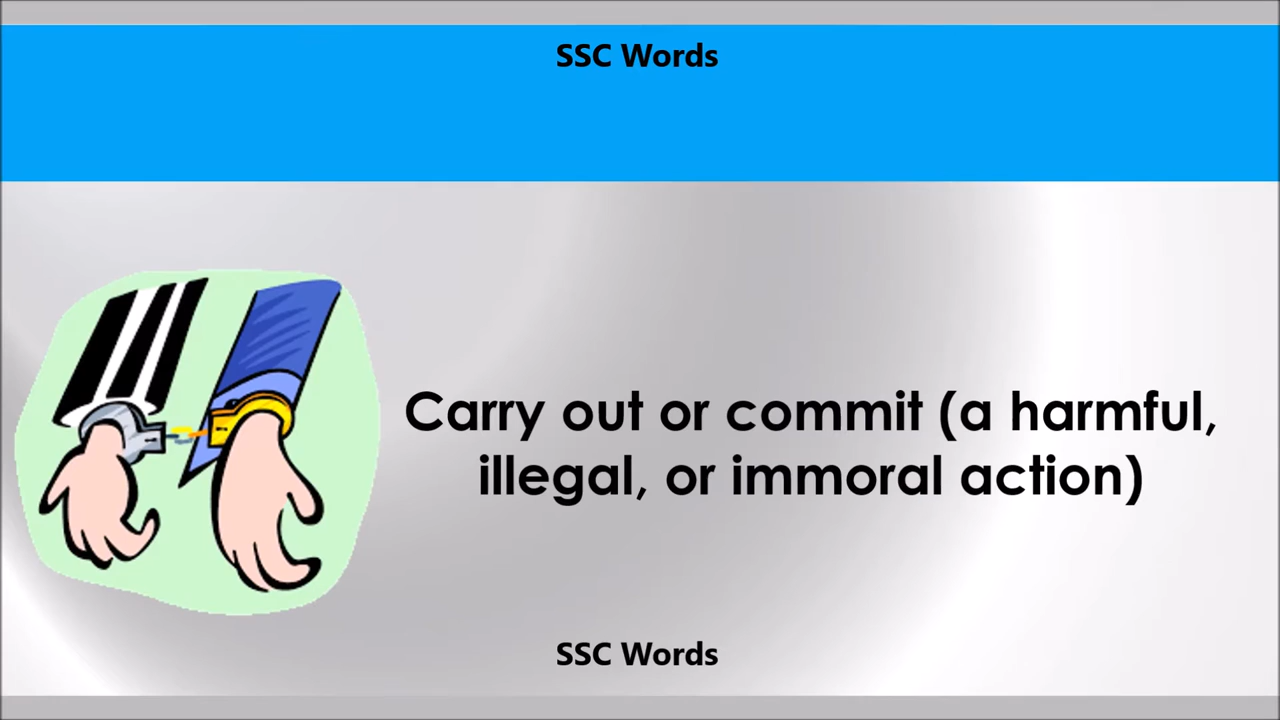 SSC Words
Carry out or commit (a harmful,
illegal, or immoral action)
SSC Words